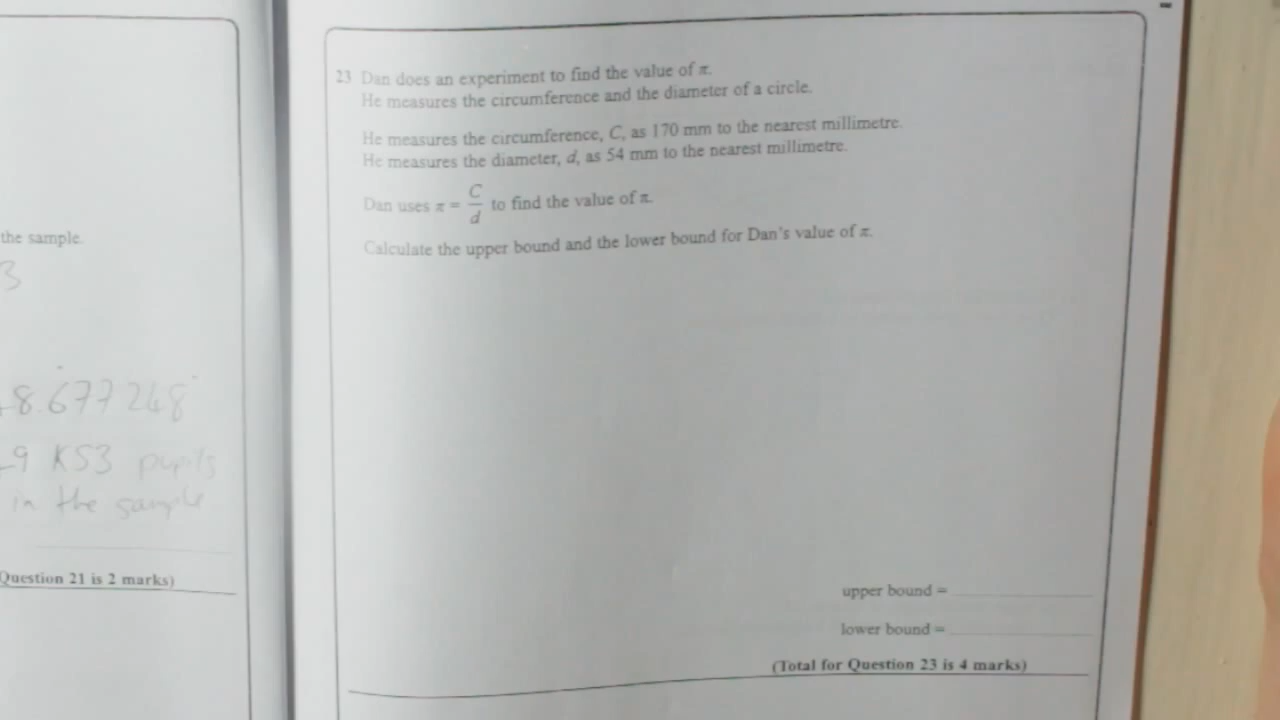 the sample.
3
8.677248
9 KS3 pupils
in the sample
Question 21 is 2 marks)
23 Dan does an experiment to find the value of π.
He measures the circumference and the diameter of a circle.
He measures the circumference, C, as 170 mm to the nearest millimetre.
He measures the diameter, d, as 54 mm to the nearest millimetre.
Dan uses π = C/d to find the value of π.
Calculate the upper bound and the lower bound for Dan's value of π.
upper bound =
lower bound =
(Total for Question 23 is 4 marks)